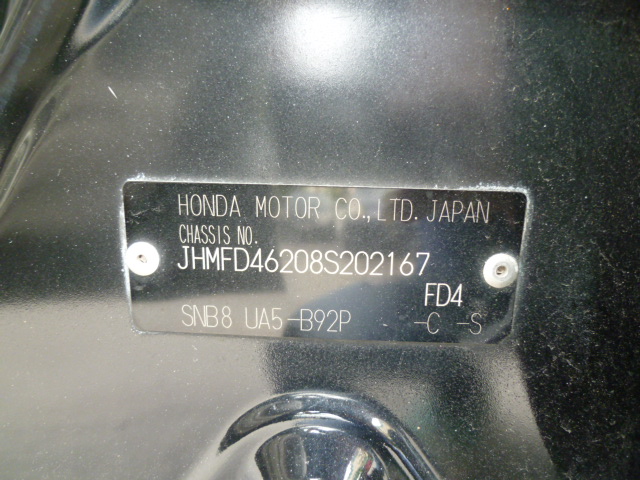 HONDA MOTOR CO.,LTD. JAPAN
CHASSIS NO.
JHMFD46208S202167
FD4
SNB8 UA5-B92P -C -S